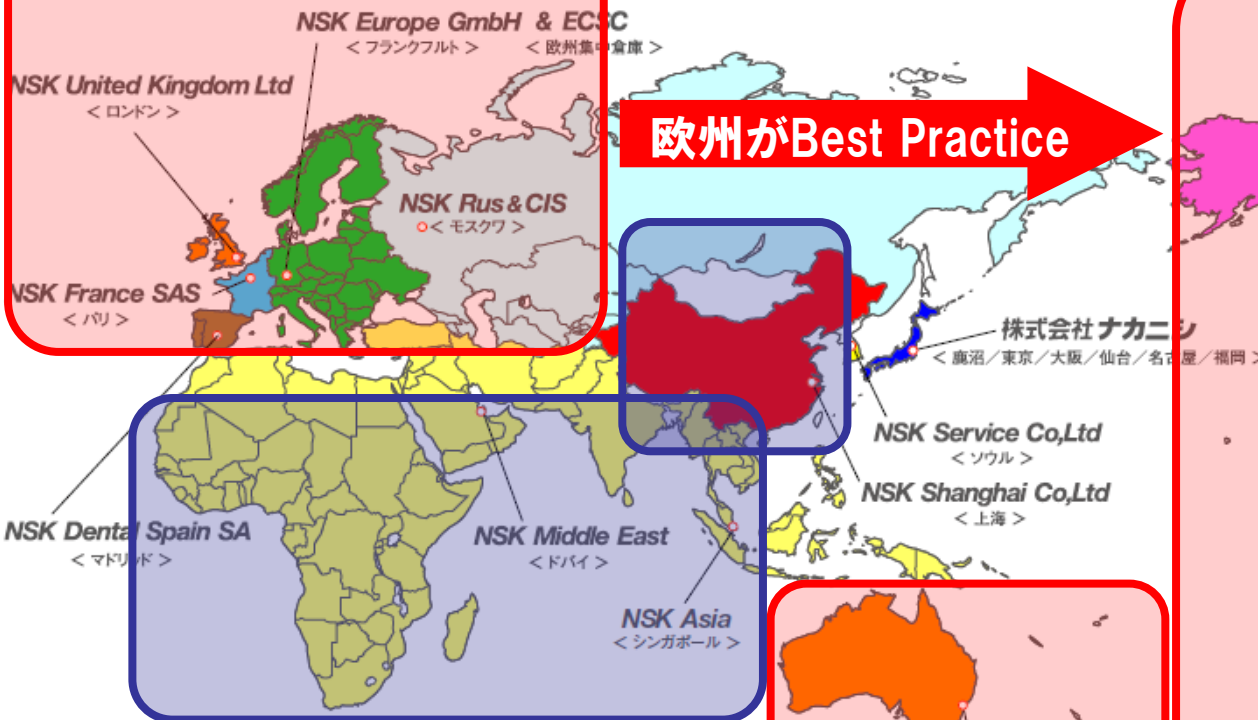 NSK Europe GmbH & ECSC
< フランクフルト > < 欧州集中倉庫 >
NSK United Kingdom Ltd
< ロンドン >
欧州がBest Practice
NSK Rus & CIS
< モスクワ >
NSK France SAS
< パリ >
株式会社ナカニシ
< 鹿沼／東京／大阪／仙台／名古屋／福岡 >
NSK Service Co,Ltd
< ソウル >
NSK Shanghai Co,Ltd
< 上海 >
NSK Dental Spain SA
< マドリッド >
NSK Middle East
< ドバイ >
NSK Asia
< シンガポール >